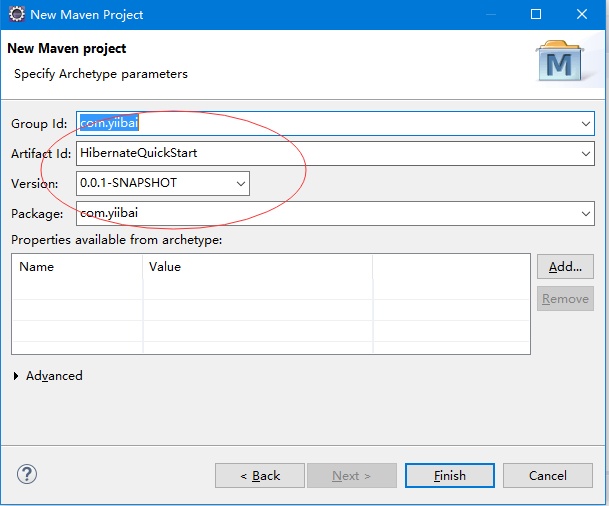 New Maven Project
New Maven project
Specify Archetype parameters
M
Group Id: com.yiibai
Artifact Id: HibernateQuickStart
Version: 0.0.1-SNAPSHOT
Package: com.yiibai
Properties available from archetype:
Name Value
Add...
Remove
Advanced
? < Back Next > Finish Cancel